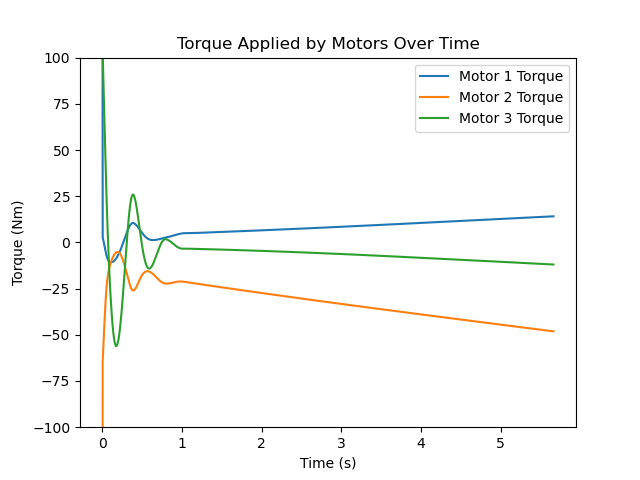 Torque Applied by Motors Over Time
Torque (Nm)
100
75
50
25
0
−25
−50
−75
−100
Motor 1 Torque
Motor 2 Torque
Motor 3 Torque
0 1 2 3 4 5
Time (s)